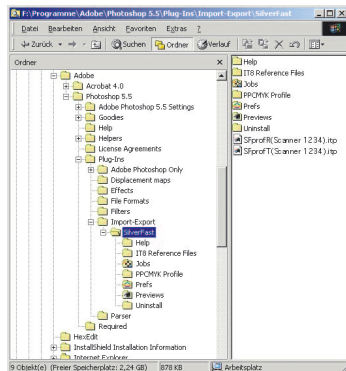 F:\Programme\Adobe\Photoshop 5.5\Plug-Ins\Import-Export\SilverFast
Datei Bearbeiten Ansicht Favoriten Extras ?
Zurück Suchen Ordner Verlauf
Ordner
Adobe
Acrobat 4.0
Photoshop 5.5
Adobe Photoshop 5.5 Settings
Goodies
Help
Helpers
License Agreements
Plug-Ins
Adobe Photoshop Only
Displacement maps
Effects
File Formats
Filters
Import-Export
SilverFast
Help
IT8 Reference Files
Jobs
PPCMYK Profile
Prefs
Previews
Uninstall
Parser
Required
HexEdit
InstallShield Installation Information
Internet Explorer
Help
IT8 Reference Files
Jobs
PPCMYK Profile
Prefs
Previews
Uninstall
SFprofR(Scanner 1234).itp
SFprofT(Scanner 1234).itp
9 Objekt(e) (Freier Speicherplatz: 2,24 GB) 878 KB Arbeitsplatz